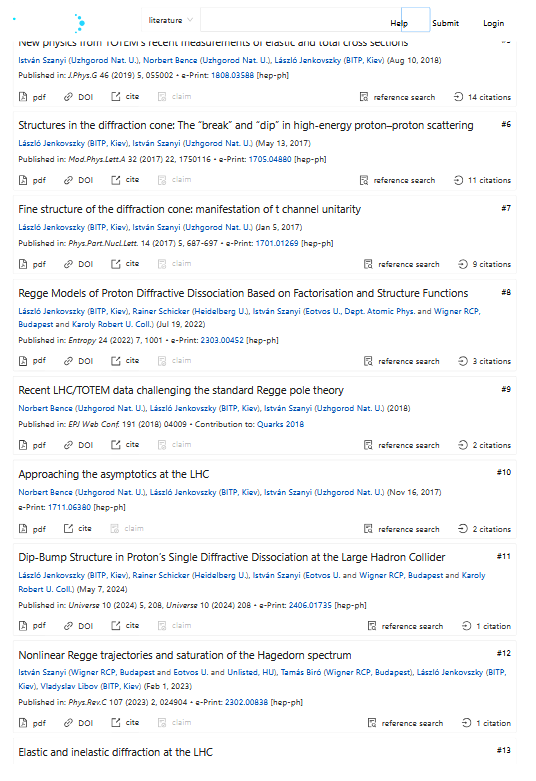 literature
Help Submit Login
New physics from TOTEM's recent measurements of elastic and total cross sections
István Szanyi (Uzhgorod Nat. U.), Norbert Bence (Uzhgorod Nat. U.), László Jenkovszky (BITP, Kiev) (Aug 10, 2018)
Published in: J.Phys.G 46 (2019) 5, 055002 • e-Print: 1808.03588 [hep-ph]
pdf DOI cite claim reference search 14 citations
Structures in the diffraction cone: The “break” and “dip” in high-energy proton–proton scattering #6
László Jenkovszky (BITP, Kiev), István Szanyi (Uzhgorod Nat. U.) (May 13, 2017)
Published in: Mod.Phys.Lett.A 32 (2017) 22, 1750116 • e-Print: 1705.04880 [hep-ph]
pdf DOI cite claim reference search 11 citations
Fine structure of the diffraction cone: manifestation of t channel unitarity #7
László Jenkovszky (BITP, Kiev), István Szanyi (Uzhgorod Nat. U.) (Jan 5, 2017)
Published in: Phys.Part.Nucl.Lett. 14 (2017) 5, 687-697 • e-Print: 1701.01269 [hep-ph]
pdf DOI cite claim reference search 9 citations
Regge Models of Proton Diffractive Dissociation Based on Factorisation and Structure Functions #8
László Jenkovszky (BITP, Kiev), Rainer Schicker (Heidelberg U.), István Szanyi (Eotvos U., Dept. Atomic Phys. and Wigner RCP,
Budapest and Karoly Robert U. Coll.) (Jul 19, 2022)
Published in: Entropy 24 (2022) 7, 1001 • e-Print: 2303.00452 [hep-ph]
pdf DOI cite claim reference search 3 citations
Recent LHC/TOTEM data challenging the standard Regge pole theory #9
Norbert Bence (Uzhgorod Nat. U.), László Jenkovszky (BITP, Kiev), István Szanyi (Uzhgorod Nat. U.) (2018)
Published in: EPJ Web Conf. 191 (2018) 04009 • Contribution to: Quarks 2018
pdf DOI cite claim reference search 2 citations
Approaching the asymptotics at the LHC #10
Norbert Bence (Uzhgorod Nat. U.), László Jenkovszky (BITP, Kiev), István Szanyi (Uzhgorod Nat. U.) (Nov 16, 2017)
e-Print: 1711.06380 [hep-ph]
pdf cite claim reference search 2 citations
Dip-Bump Structure in Proton’s Single Diffractive Dissociation at the Large Hadron Collider #11
László Jenkovszky (BITP, Kiev), Rainer Schicker (Heidelberg U.), István Szanyi (Eotvos U. and Wigner RCP, Budapest and Karoly
Robert U. Coll.) (May 7, 2024)
Published in: Universe 10 (2024) 5, 208, Universe 10 (2024) 208 • e-Print: 2406.01735 [hep-ph]
pdf DOI cite claim reference search 1 citation
Nonlinear Regge trajectories and saturation of the Hagedorn spectrum #12
István Szanyi (Wigner RCP, Budapest and Eotvos U. and Unlisted, HU), Tamás Biró (Wigner RCP, Budapest), László Jenkovszky (BITP,
Kiev), Vladyslav Libov (BITP, Kiev) (Feb 1, 2023)
Published in: Phys.Rev.C 107 (2023) 2, 024904 • e-Print: 2302.00838 [hep-ph]
pdf DOI cite claim reference search 1 citation
Elastic and inelastic diffraction at the LHC #13